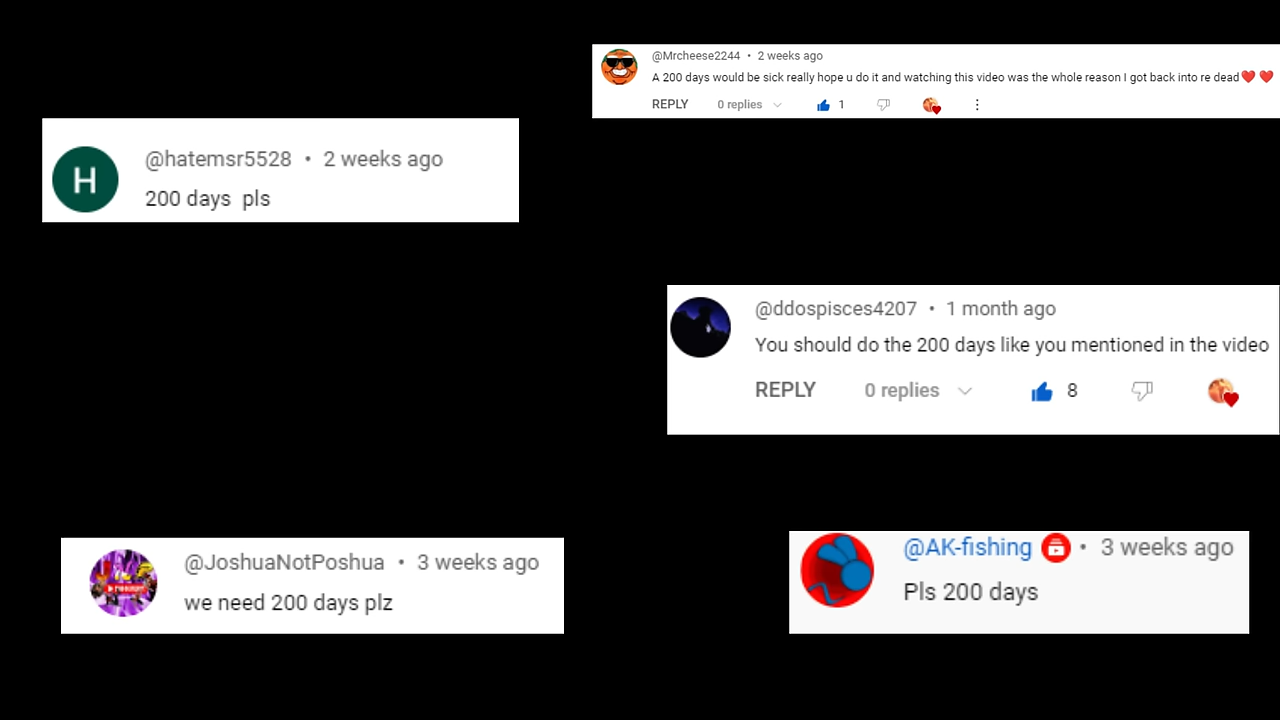 @Mrcheese2244 • 2 weeks ago
A 200 days would be sick really hope u do it and watching this video was the whole reason I got back into re dead❤️ ❤️
REPLY 0 replies 1
H
@hatemsr5528 • 2 weeks ago
200 days pls
@ddospisces4207 • 1 month ago
You should do the 200 days like you mentioned in the video
REPLY 0 replies 8
@JoshuaNotPoshua • 3 weeks ago
we need 200 days plz
@AK-fishing • 3 weeks ago
Pls 200 days